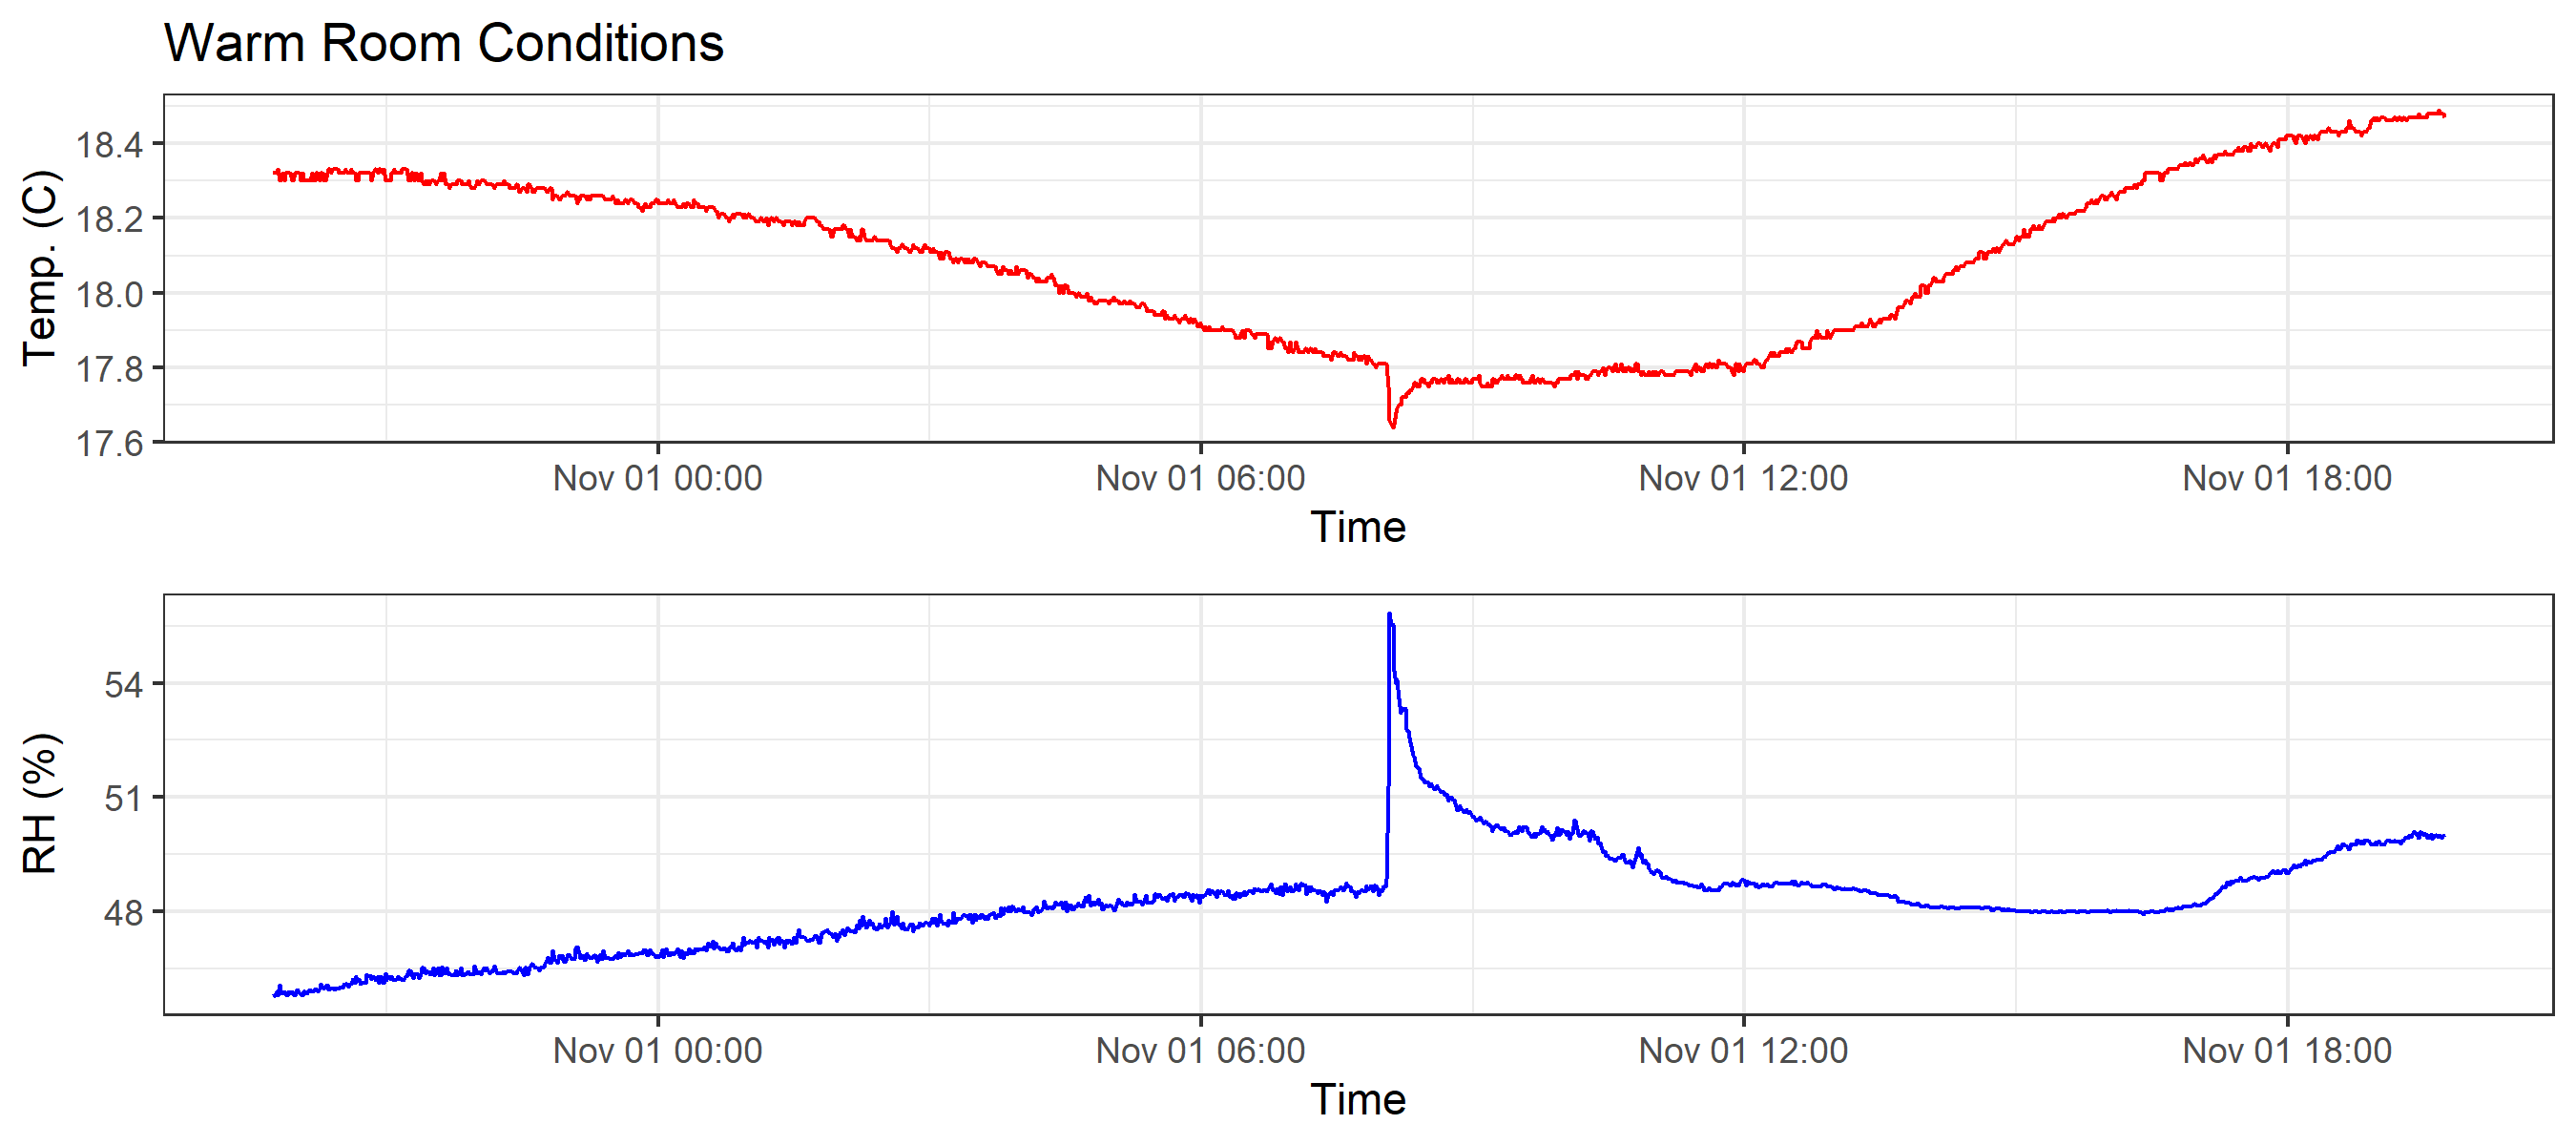 Warm Room Conditions
Temp. (C)
18.4
18.2
18.0
17.8
17.6
Nov 01 00:00 Nov 01 06:00 Nov 01 12:00 Nov 01 18:00
Time
RH (%)
54
51
48
Nov 01 00:00 Nov 01 06:00 Nov 01 12:00 Nov 01 18:00
Time